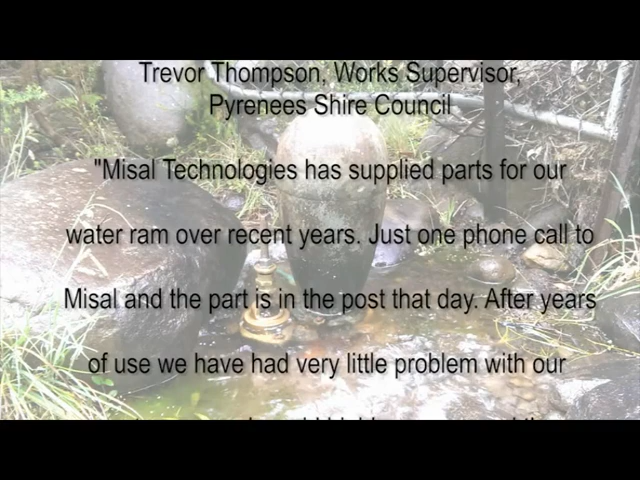 Trevor Thompson, Works Supervisor,
Pyrenees Shire Council
"Misal Technologies has supplied parts for our
water ram over recent years. Just one phone call to
Misal and the part is in the post that day. After years
of use we have had very little problem with our